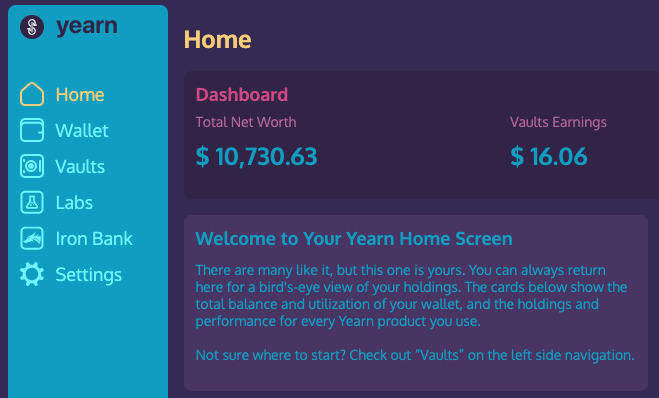 yearn
Home
Wallet
Vaults
Labs
Iron Bank
Settings
Home
Dashboard
Total Net Worth
$ 10,730.63
Vaults Earnings
$ 16.06
Welcome to Your Yearn Home Screen
There are many like it, but this one is yours. You can always return
here for a bird's-eye view of your holdings. The cards below show the
total balance and utilization of your wallet, and the holdings and
performance for every Yearn product you use.
Not sure where to start? Check out “Vaults” on the left side navigation.